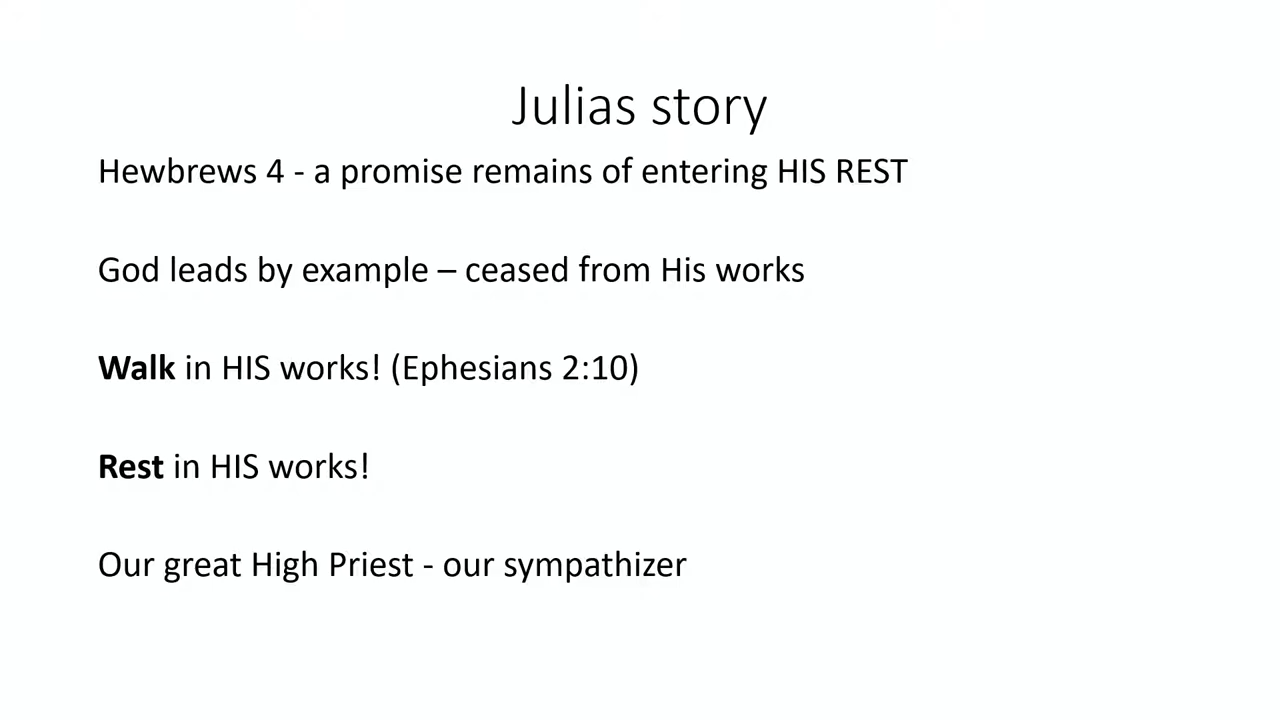 Julias story
Hewbrews 4 - a promise remains of entering HIS REST
God leads by example – ceased from His works
Walk in HIS works! (Ephesians 2:10)
Rest in HIS works!
Our great High Priest - our sympathizer